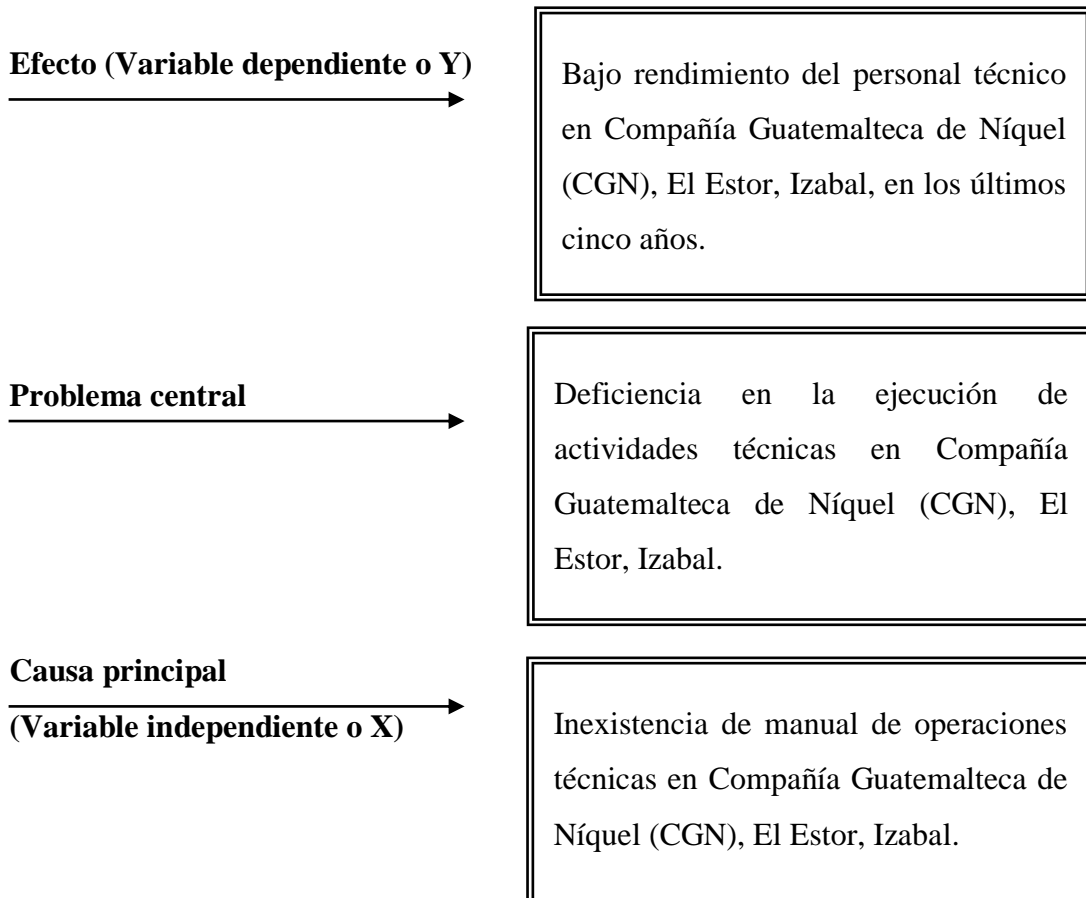 Efecto (Variable dependiente o Y)
Bajo rendimiento del personal técnico
en Compañía Guatemalteca de Níquel
(CGN), El Estor, Izabal, en los últimos
cinco años.
Problema central
Deficiencia en la ejecución de
actividades técnicas en Compañía
Guatemalteca de Níquel (CGN), El
Estor, Izabal.
Causa principal
(Variable independiente o X)
Inexistencia de manual de operaciones
técnicas en Compañía Guatemalteca de
Níquel (CGN), El Estor, Izabal.